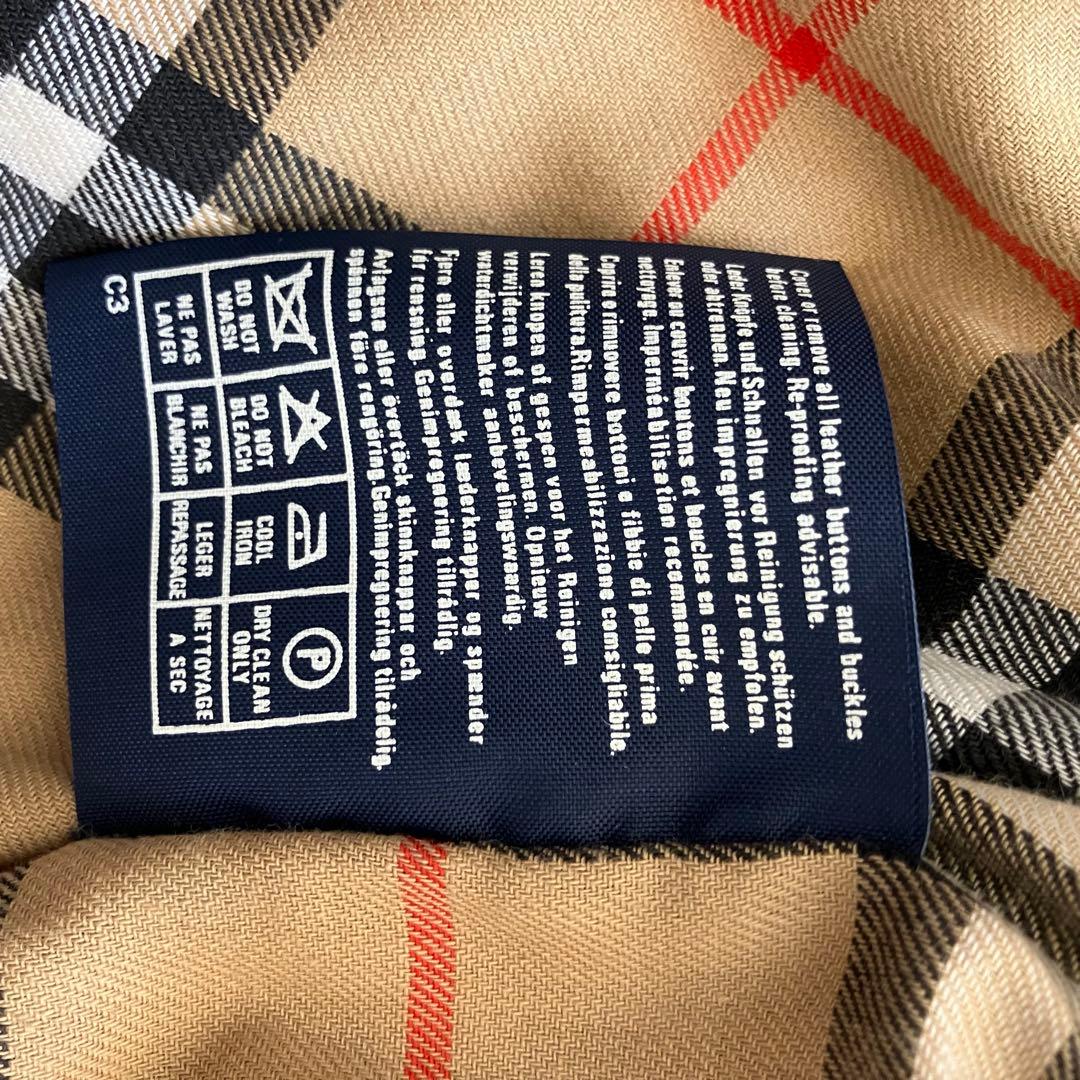 Cover or remove all leather buttons and buckles
before cleaning. Re-proofing advisable.
Leder knöpfe und Schnallen vor Reinigung schützen
oder abtrennen. Neu impregnierung zu empfolen.
Enlever ou couvrir boutons et boucles en cuir avant
nettoyage. Imperméabilisation recommandée.
Coprire o rimuovere bottoni e fibbie di pelle prima
della pulitura. Rimpermeabilizzazione consigliabile.
Leren knopen of gespen voor het Reinigen
verwijderen of beschermen. Opnieuw
waterdichtmaker aanbevelingswaardig.
Fjern eller overdæk læderknapper og spænder
før rensning. Genimpregnering tilrådig.
Avlägsna eller övertäck skinnknappar och
spännen före rengöring. Genimpregnering tilrådelig.
P
DO NOT WASH
DO NOT BLEACH
COOL IRON
DRY CLEAN ONLY
NE PAS LAVER
NE PAS BLANCHIR
LEGER REPASSAGE
NETTOYAGE A SEC
C3